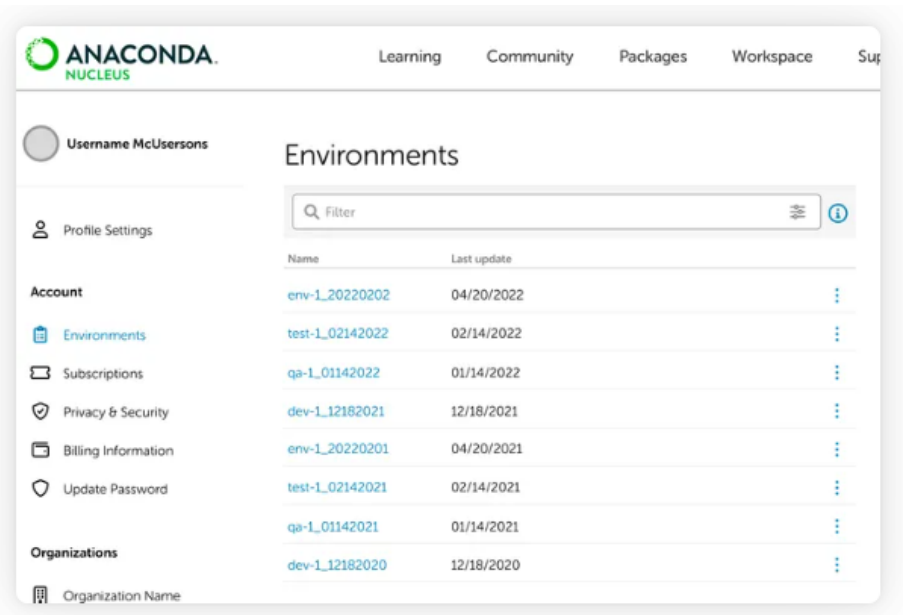 ANACONDA.
NUCLEUS
Learning Community Packages Workspace
Username McUsersons
Profile Settings
Account
Environments
Subscriptions
Privacy & Security
Billing Information
Update Password
Organizations
Organization Name
Environments
Filter
Name Last update
env-1_20220202 04/20/2022
test-1_02142022 02/14/2022
qa-1_01142022 01/14/2022
dev-1_12182021 12/18/2021
env-1_20220201 04/20/2021
test-1_02142021 02/14/2021
qa-1_01142021 01/14/2021
dev-1_12182020 12/18/2020